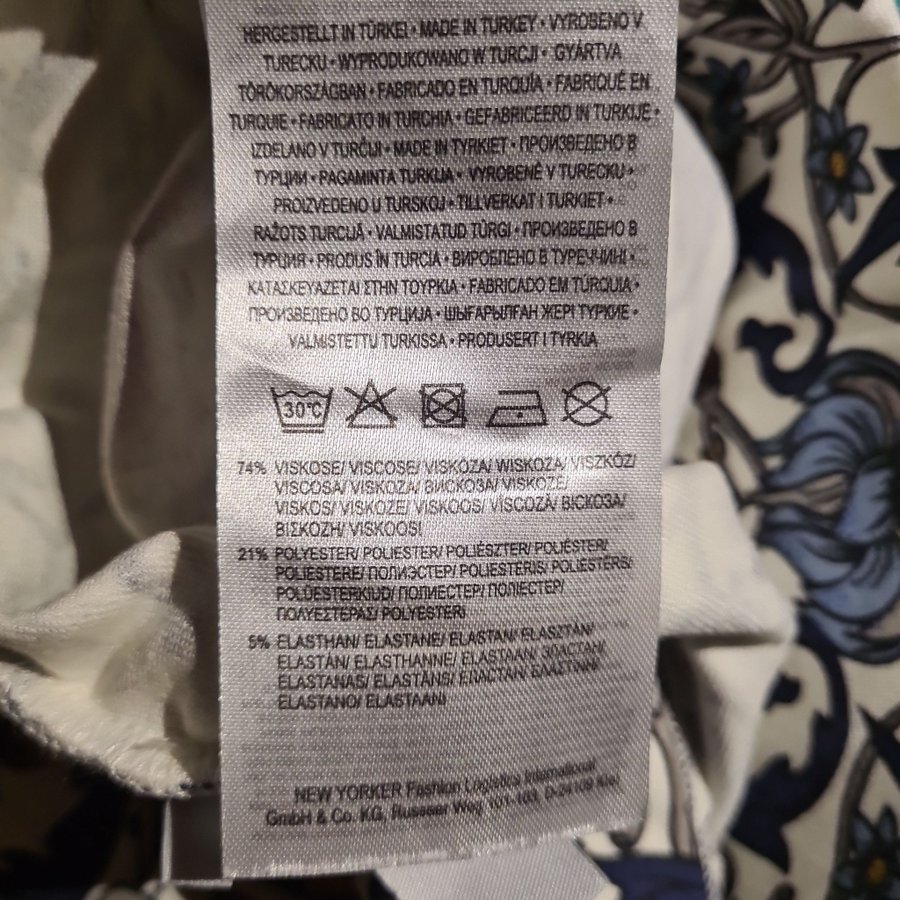 HERGESTELLT IN TÜRKEI • MADE IN TURKEY • VYROBENO V
TURECKU • WYPRODUKOWANO W TURCJI • GYÁRTVA
TÖRÖKORSZÁGBAN • FABRICADO EN TURQUÍA • FABRIQUÉ EN
TURQUIE • FABRICATO IN TURCHIA • GEFABRICEERD IN TURKIJE •
IZDELANO V TURČIJI • MADE IN TYRKIET • ПРОИЗВЕДЕНО В
ТУРЦИИ • PAGAMINTA TURKIJA • VYROBENÉ V TURECKU •
PROIZVEDENO U TURSKOJ • TILLVERKAT I TURKIET •
RAŽOTS TURCIJĀ • VALMISTATUD TÜRGI • ПРОИЗВЕДЕНО В
ТУРЦИЯ • PRODUS ÎN TURCIA • ВИРОБЛЕНО В ТУРЕЧЧИНІ •
ΚΑΤΑΣΚΕΥΑΖΕΤΑΙ ΣΤΗΝ ΤΟΥΡΚΙΑ • FABRICADO EM TÚRQUIA •
ПРОИЗВЕДЕНО ВО ТУРЦИЈА • ШЫҒАРЫЛҒАН ЖЕРІ ТҮРКИЕ •
VALMISTETTU TURKISSA • PRODUSERT I TYRKIA
30°C
74% VISKOSE/ VISCOSE/ VISKÓZA/ WISKOZA/ VISZKÓZ/
VISCOSA/ VISKOZA/ ВИСКОЗА/ VISKOZĖ/
VISKOS/ VISKOZE/ VISKOOS/ VISCOZĂ/ ВІСКОЗА/
ΒΙΣΚΟΖΗ/ VISKOOSI
21% POLYESTER/ POLIESTER/ POLIÉSZTER/ POLIÉSTER/
POLIESTERE/ ПОЛИЭСТЕР/ POLIESTERIS/ POLIESTERS/
POLÜESTERKIUD/ ПОЛИЕСТЕР/ ПОЛІЕСТЕР/
ΠΟΛΥΕΣΤΕΡΑΣ/ POLYESTERI
5% ELASTHAN/ ELASTANE/ ELASTAN/ ELASZTÁN/
ELASTÁN/ ELASTHANNE/ ELASTAAN/ ЭЛАСТАН/
ELASTANAS/ ELASTĀNS/ ЕЛАСТАН/ ΕΛΑΣΤΙΝΗ/
ELASTANO/ ELASTAANI
NEW YORKER Fashion Logistics International
GmbH & Co. KG, Russeer Weg 101-103, D-24109 Kiel